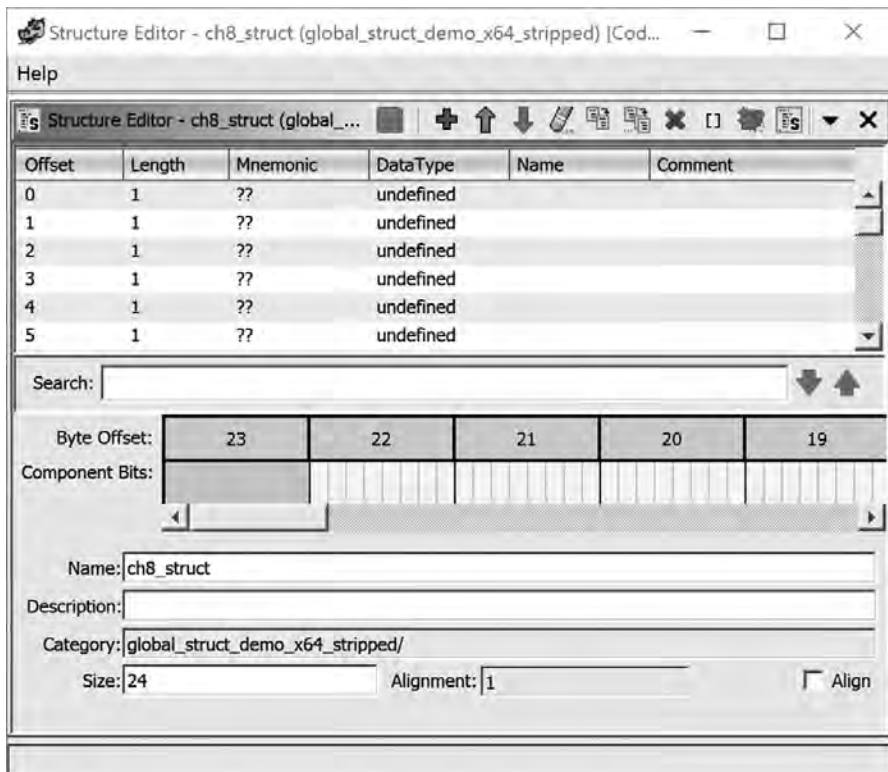 Structure Editor - ch8_struct (global_struct_demo_x64_stripped) [Cod...
Help
Structure Editor - ch8_struct (global_...
Offset Length Mnemonic DataType Name Comment
0 1 ?? undefined
1 1 ?? undefined
2 1 ?? undefined
3 1 ?? undefined
4 1 ?? undefined
5 1 ?? undefined
Search:
Byte Offset: 23 22 21 20 19
Component Bits:
Name: ch8_struct
Description:
Category: global_struct_demo_x64_stripped/
Size: 24 Alignment: 1 Align